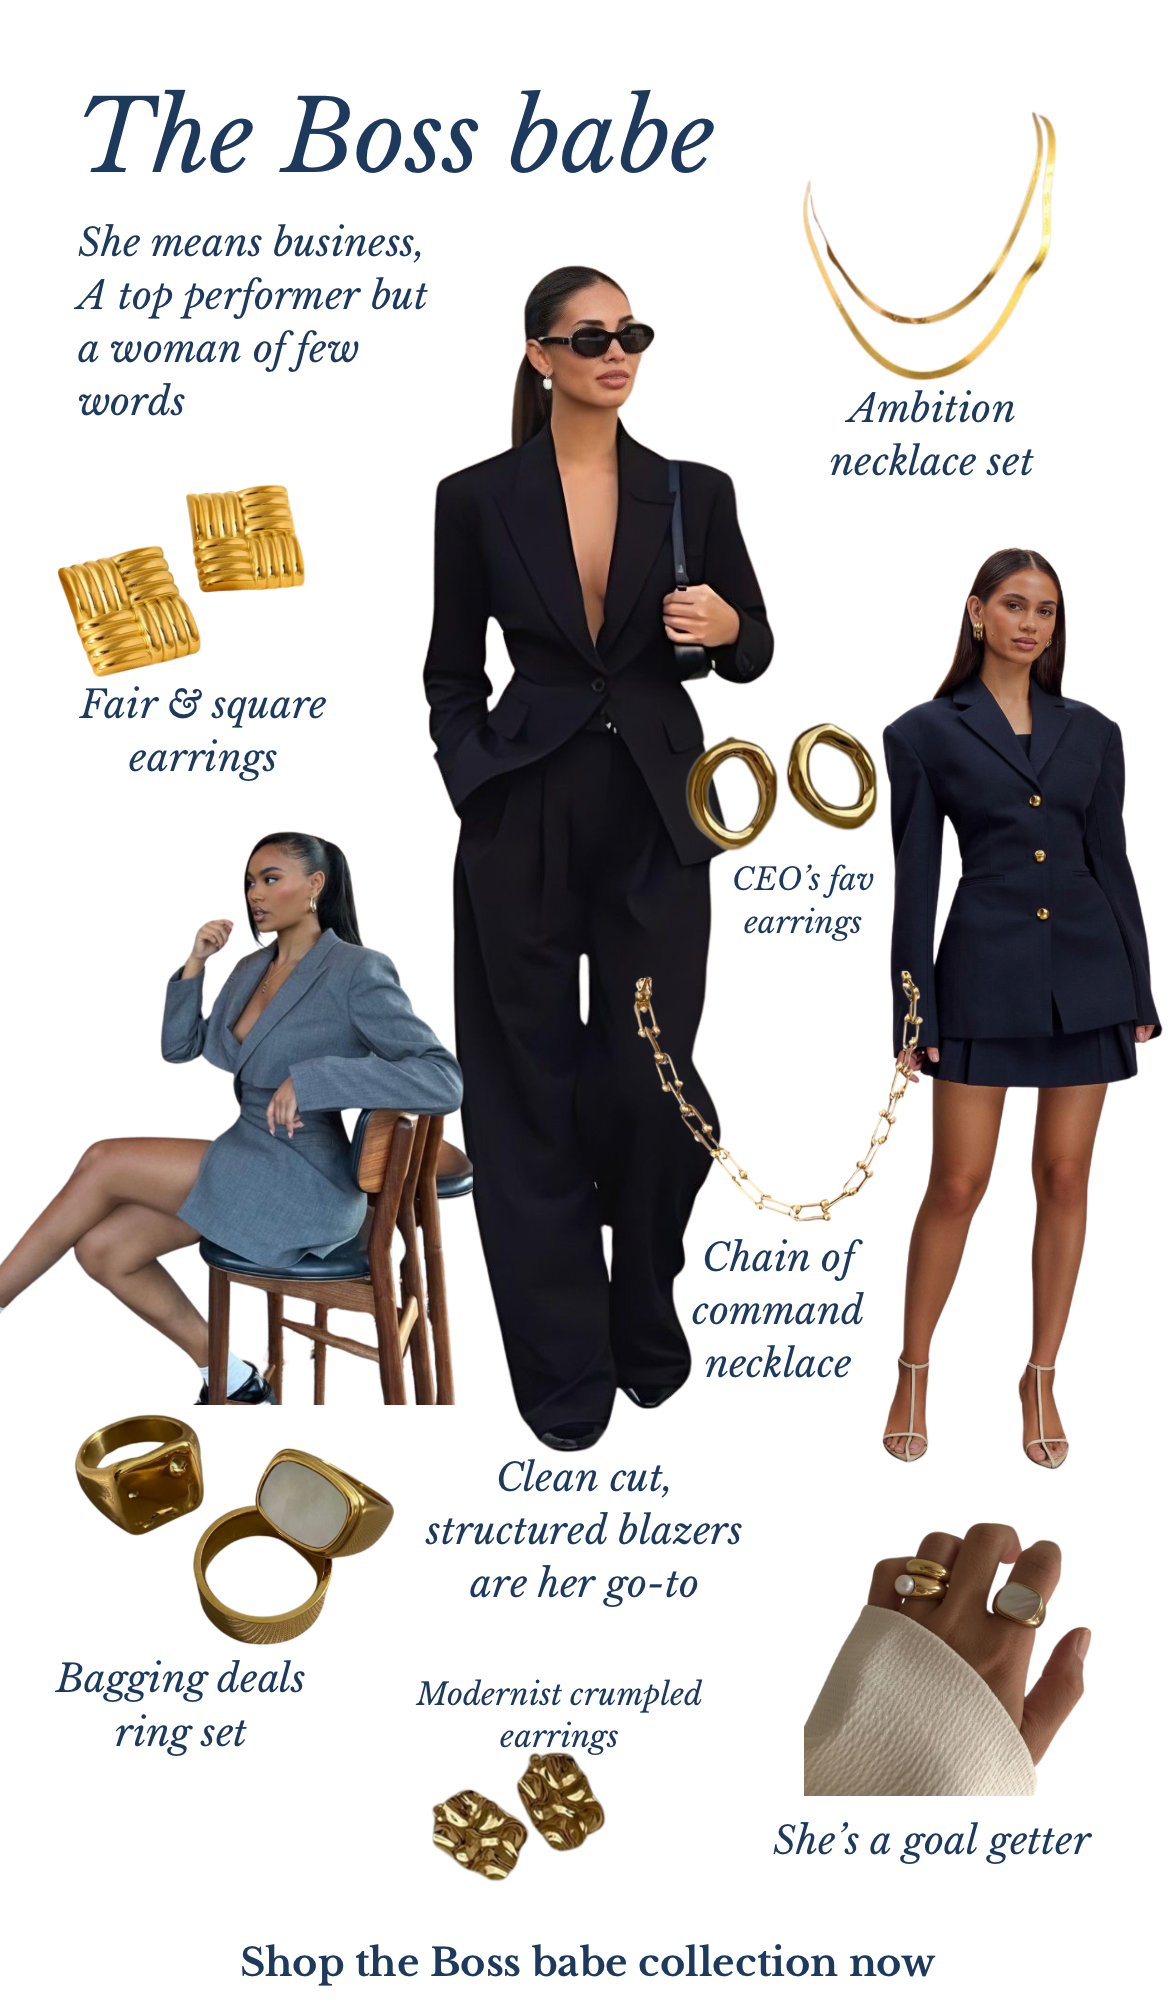 The Boss babe
She means business,
A top performer but
a woman of few
words
Ambition
necklace set
Fair & square
earrings
CEO’s fav
earrings
Chain of
command
necklace
Clean cut,
structured blazers
are her go-to
Bagging deals
ring set
Modernist crumpled
earrings
She’s a goal getter
Shop the Boss babe collection now